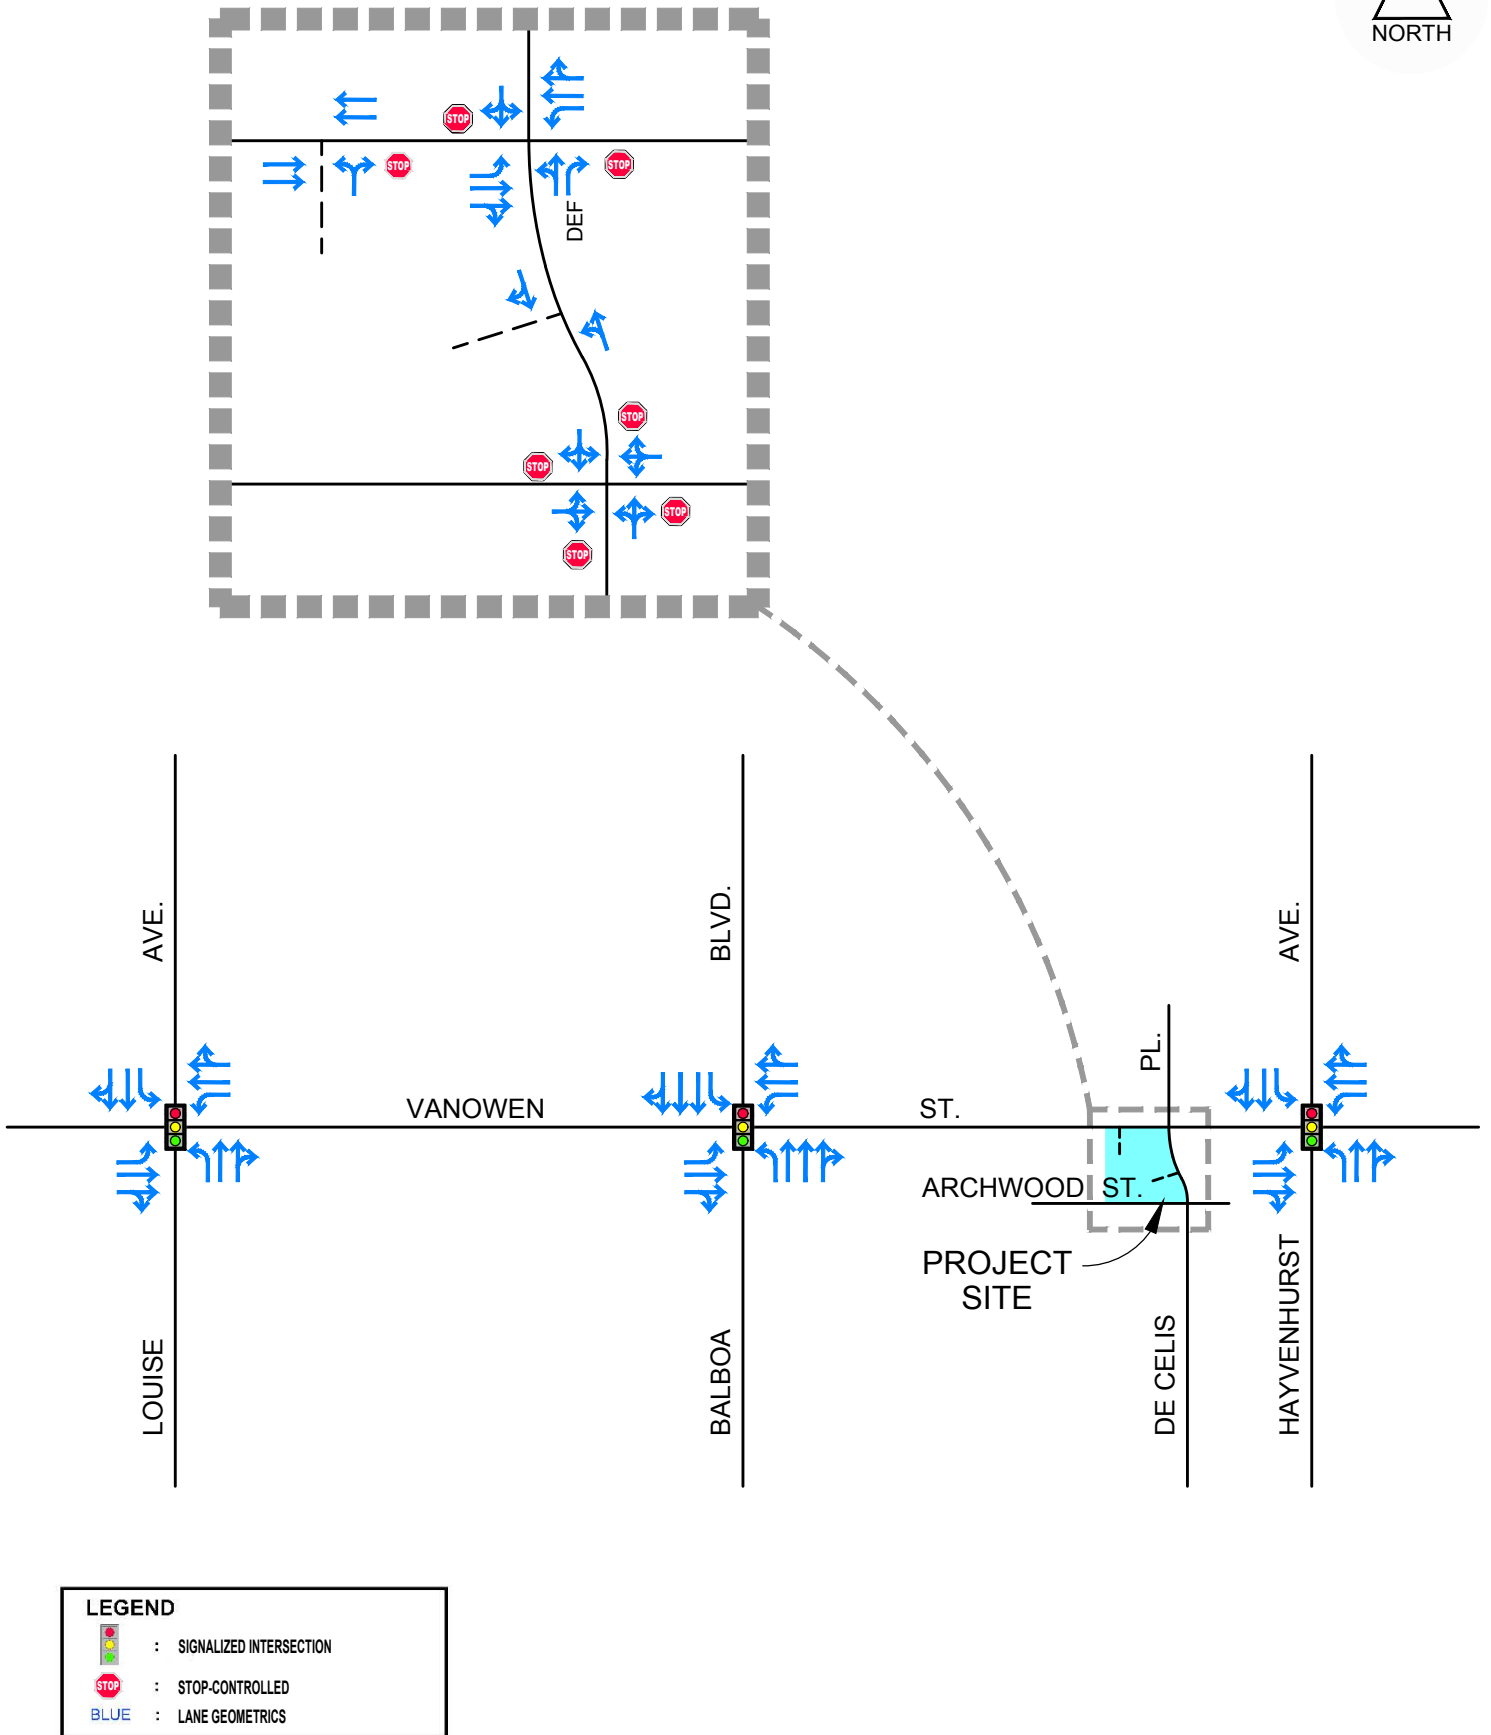 NORTH
STOP
STOP
STOP
DEF
STOP
STOP
STOP
STOP
AVE.
BLVD.
AVE.
PL.
VANOWEN
ST.
ARCHWOOD ST.
PROJECT
SITE
LOUISE
BALBOA
DE CELIS
HAYVENHURST
LEGEND
: SIGNALIZED INTERSECTION
STOP : STOP-CONTROLLED
BLUE : LANE GEOMETRICS